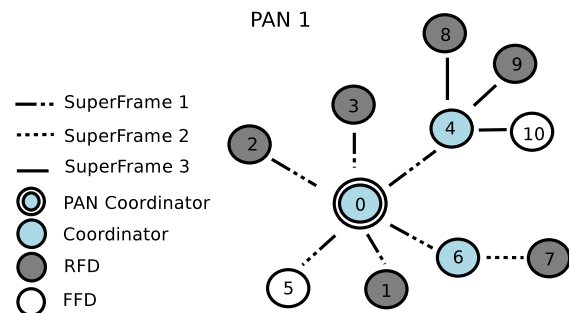 PAN 1
SuperFrame 1
SuperFrame 2
SuperFrame 3
PAN Coordinator
Coordinator
RFD
FFD
8
9
3
4
10
2
0
6
7
5
1